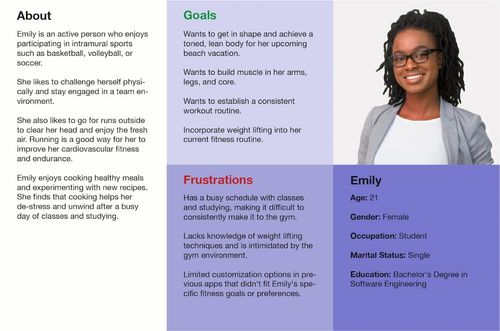 About
Emily is an active person who enjoys
participating in intramural sports
such as basketball, volleyball, or
soccer.
She likes to challenge herself physi-
cally and stay engaged in a team en-
vironment.
She also likes to go for runs outside
to clear her head and enjoy the fresh
air. Running is a good way for her to
improve her cardiovascular fitness
and endurance.
Emily enjoys cooking healthy meals
and experimenting with new recipes.
She finds that cooking helps her
de-stress and unwind after a busy
day of classes and studying.
Goals
Wants to get in shape and achieve a
toned, lean body for her upcoming
beach vacation.
Wants to build muscle in her arms,
legs, and core.
Wants to establish a consistent
workout routine.
Incorporate weight lifting into her
current fitness routine.
Frustrations
Has a busy schedule with classes
and studying, making it difficult to
consistently make it to the gym.
Lacks knowledge of weight lifting
techniques and is intimidated by the
gym environment.
Limited customization options in pre-
vious apps that didn't fit Emily's spe-
cific fitness goals or preferences.
Emily
Age: 21
Gender: Female
Occupation: Student
Marital Status: Single
Education: Bachelor's Degree in
Software Engineering